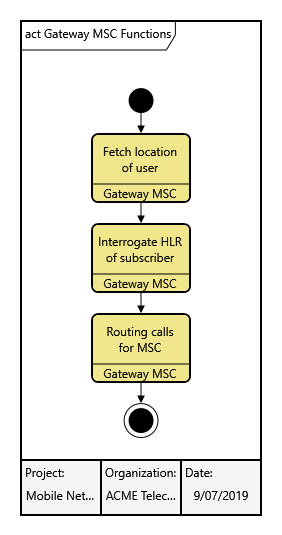 act Gateway MSC Functions
Fetch location
of user
Gateway MSC
Interrogate HLR
of subscriber
Gateway MSC
Routing calls
for MSC
Gateway MSC
Project: Organization: Date:
Mobile Net... ACME Telec... 9/07/2019